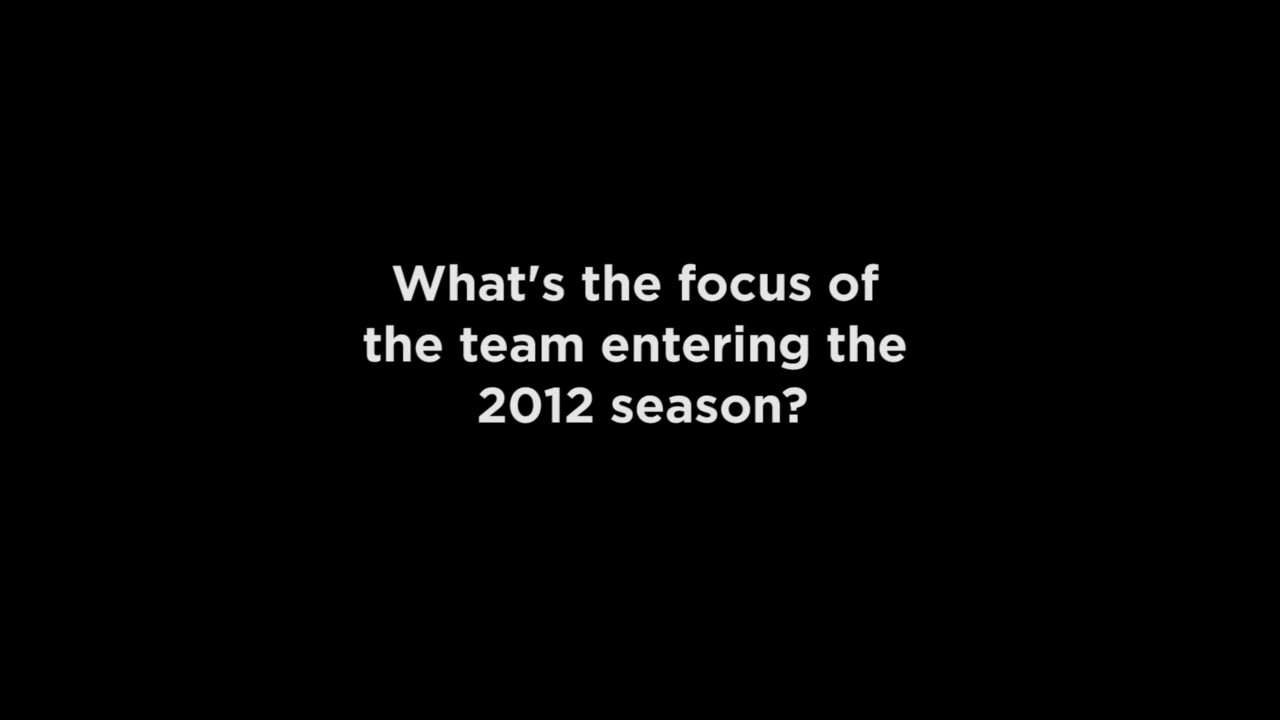 What's the focus of
the team entering the
2012 season?